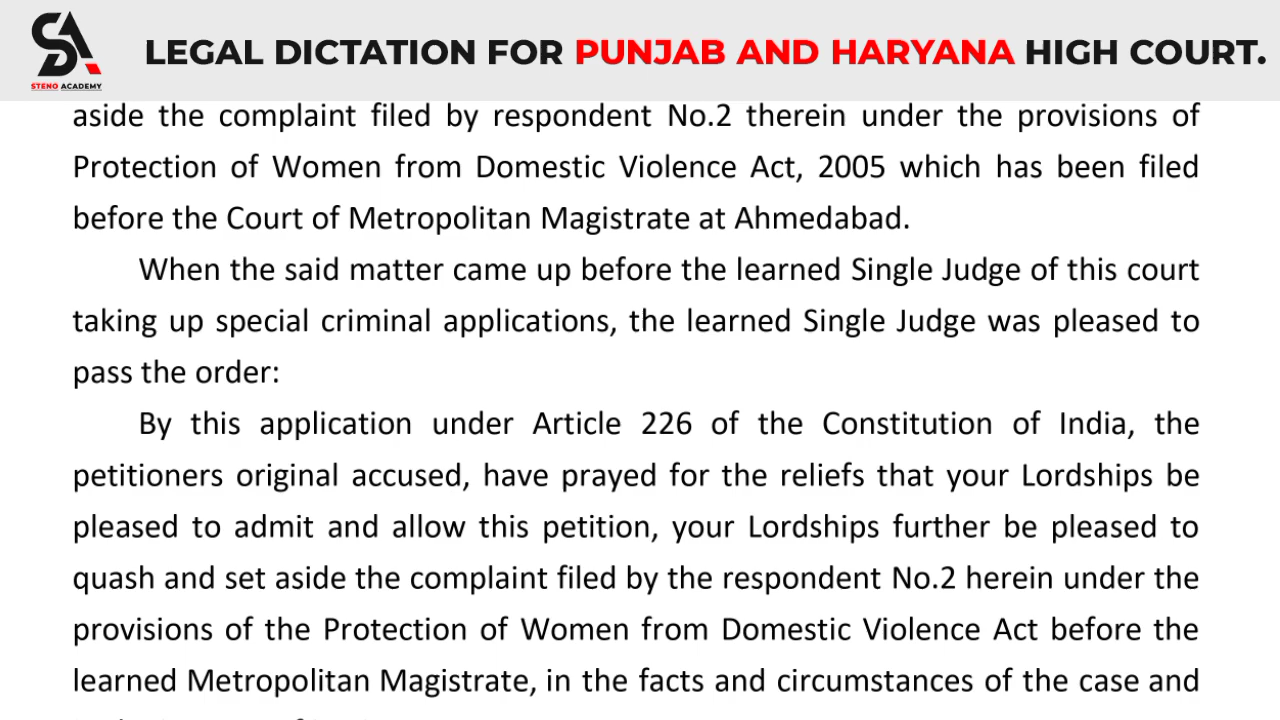 LEGAL DICTATION FOR PUNJAB AND HARYANA HIGH COURT.
SA
STENO ACADEMY
aside the complaint filed by respondent No.2 therein under the provisions of
Protection of Women from Domestic Violence Act, 2005 which has been filed
before the Court of Metropolitan Magistrate at Ahmedabad.
When the said matter came up before the learned Single Judge of this court
taking up special criminal applications, the learned Single Judge was pleased to
pass the order:
By this application under Article 226 of the Constitution of India, the
petitioners original accused, have prayed for the reliefs that your Lordships be
pleased to admit and allow this petition, your Lordships further be pleased to
quash and set aside the complaint filed by the respondent No.2 herein under the
provisions of the Protection of Women from Domestic Violence Act before the
learned Metropolitan Magistrate, in the facts and circumstances of the case and